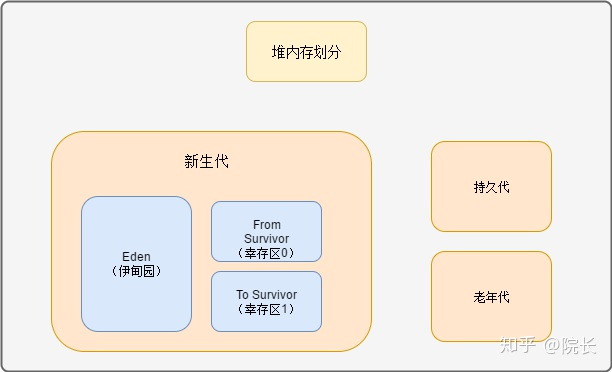 堆内存划分
新生代
Eden
（伊甸园）
From
Survivor
（幸存区0）
To Survivor
（幸存区1）
持久代
老年代
知乎 @院长